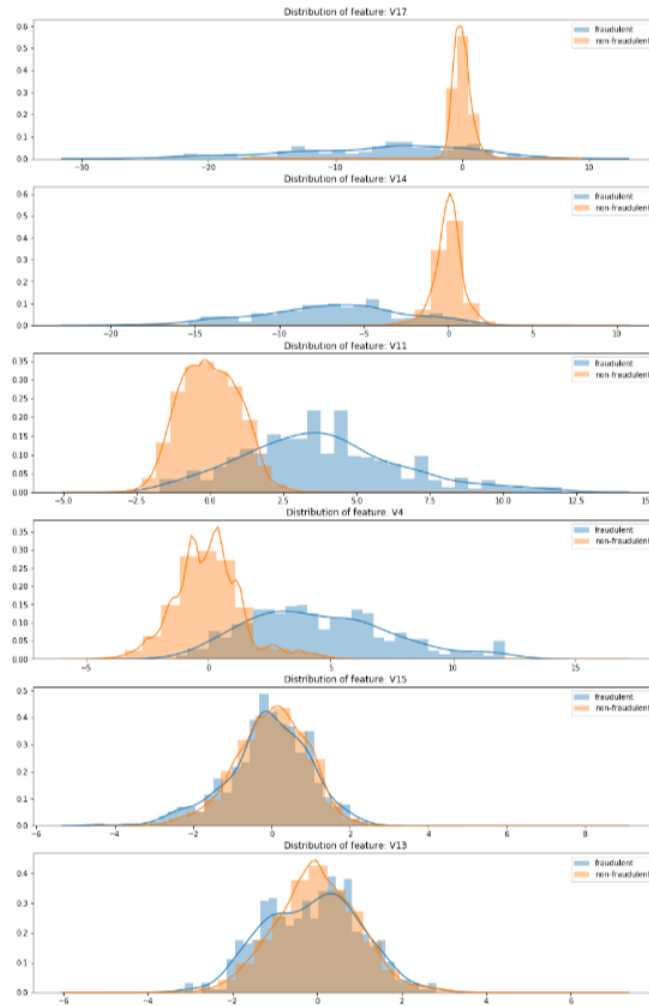 Distribution of feature: V17
0.6
0.5
0.4
0.3
0.2
0.1
0.0
fraudulent
non-fraudulent
−30 −20 −10 0 10
Distribution of feature: V14
0.6
0.5
0.4
0.3
0.2
0.1
0.0
fraudulent
non-fraudulent
−20 −15 −10 −5 0 5 10
Distribution of feature: V11
0.35
0.30
0.25
0.20
0.15
0.10
0.05
0.00
fraudulent
non-fraudulent
−5.0 −2.5 0.0 2.5 5.0 7.5 10.0 12.5
Distribution of feature: V4
0.35
0.30
0.25
0.20
0.15
0.10
0.05
0.00
fraudulent
non-fraudulent
−5 0 5 10 15
Distribution of feature: V15
0.5
0.4
0.3
0.2
0.1
0.0
fraudulent
non-fraudulent
−6 −4 −2 0 2 4 6 8
Distribution of feature: V13
0.4
0.3
0.2
0.1
0.0
fraudulent
non-fraudulent
−6 −4 −2 0 2 4 6